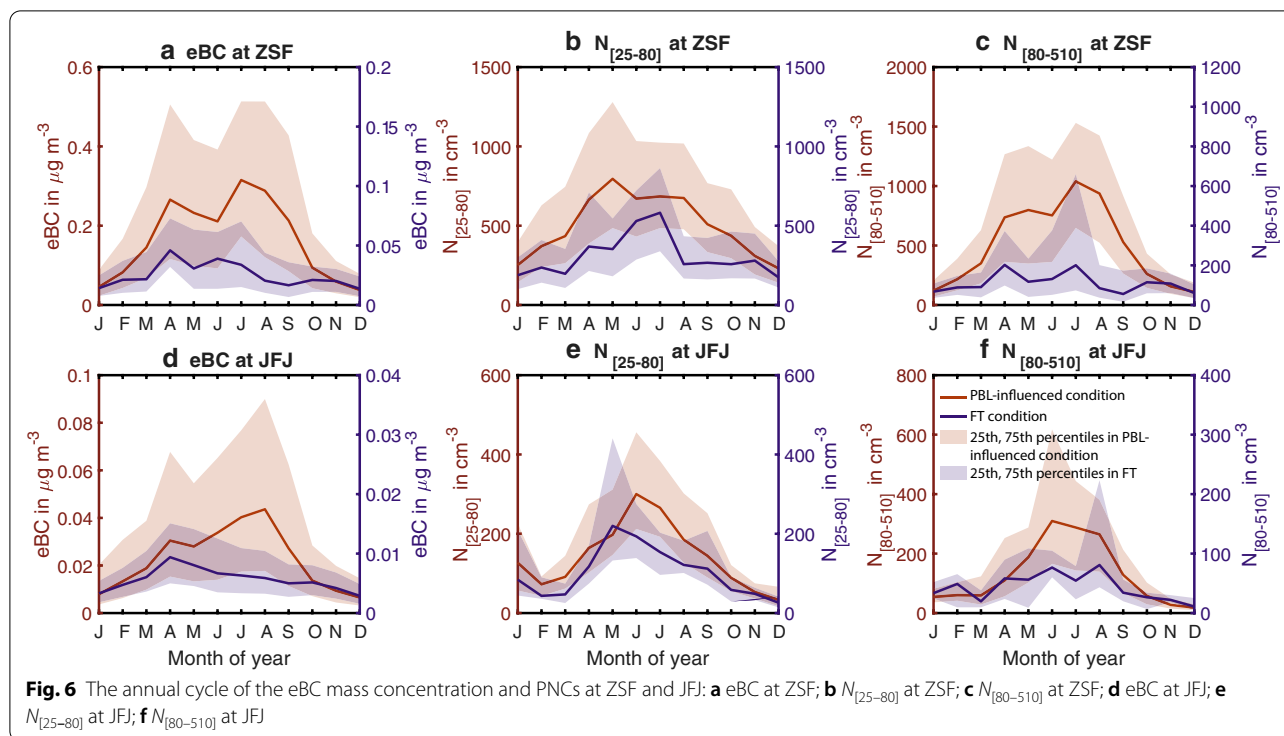 a eBC at ZSF
0.6
0.4
0.2
0
eBC in µg m-3
0.2
0.15
0.1
0.05
0
eBC in µg m-3
J F M A M J J A S O N D
b N[25-80] at ZSF
1500
1000
500
0
N[25-80] in cm-3
1500
1000
500
0
N[25-80] in cm-3
J F M A M J J A S O N D
c N[80-510] at ZSF
2000
1500
1000
500
0
N[80-510] in cm-3
1200
1000
800
600
400
200
0
N[80-510] in cm-3
J F M A M J J A S O N D
d eBC at JFJ
0.1
0.08
0.06
0.04
0.02
0
eBC in µg m-3
0.04
0.03
0.02
0.01
0
eBC in µg m-3
J F M A M J J A S O N D
Month of year
e N[25-80] at JFJ
600
400
200
0
N[25-80] in cm-3
600
400
200
0
N[25-80] in cm-3
J F M A M J J A S O N D
Month of year
f N[80-510] at JFJ
800
600
400
200
0
N[80-510] in cm-3
400
300
200
100
0
N[80-510] in cm-3
PBL-influenced condition
FT condition
25th, 75th percentiles in PBL-
influenced condition
25th, 75th percentiles in FT
J F M A M J J A S O N D
Month of year
Fig. 6 The annual cycle of the eBC mass concentration and PNCs at ZSF and JFJ: a eBC at ZSF; b N[25–80] at ZSF; c N[80–510] at ZSF; d eBC at JFJ; e
N[25–80] at JFJ; f N[80–510] at JFJ